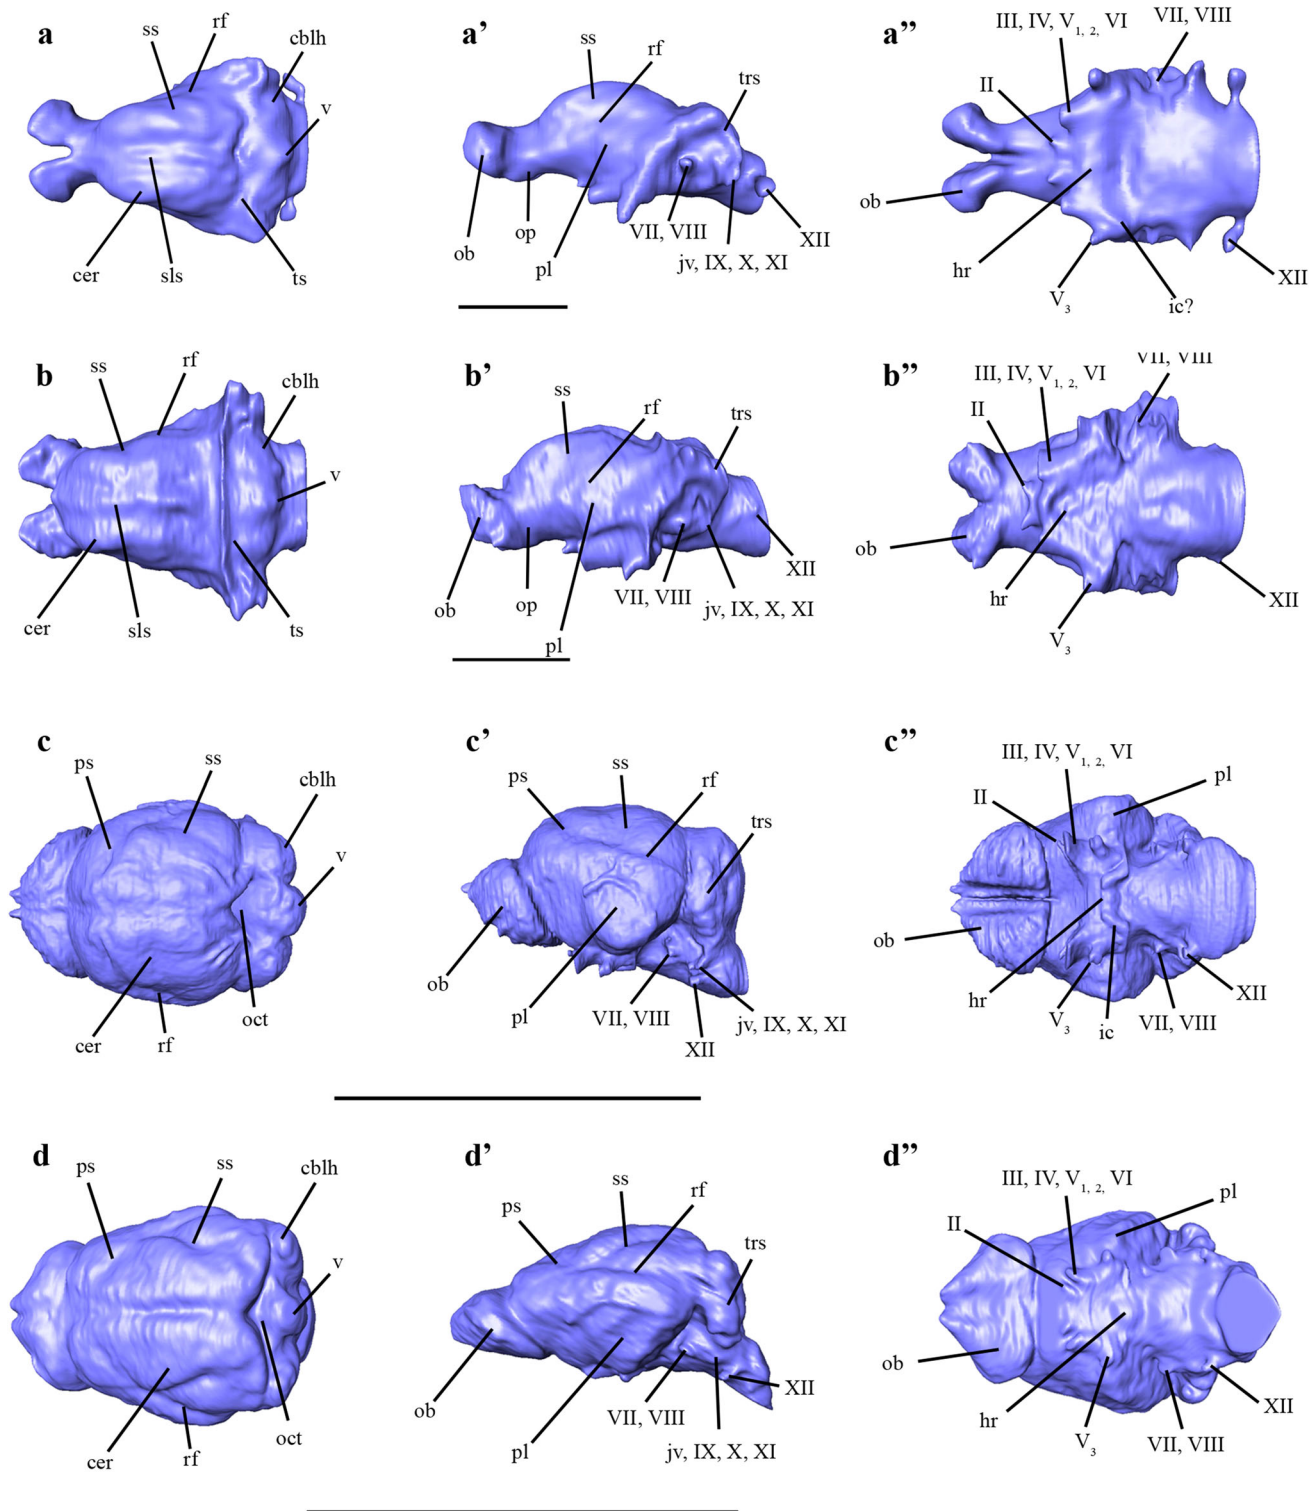 a
ss
rf
cblh
v
cer
sls
ts
a’
ss
rf
trs
ob
op
pl
VII, VIII
jv, IX, X, XI
XII
a”
III, IV, V1, 2, VI
VII, VIII
II
ob
hr
V3
ic?
XII
b
ss
rf
cblh
v
cer
sls
ts
b’
ss
rf
trs
ob
op
pl
VII, VIII
jv, IX, X, XI
XII
b”
III, IV, V1, 2, VI
VII, VIII
II
ob
hr
V3
XII
c
ps
ss
cblh
v
cer
rf
oct
c’
ps
ss
rf
trs
ob
pl
VII, VIII
XII
jv, IX, X, XI
c”
III, IV, V1, 2, VI
pl
II
ob
hr
V3
ic
VII, VIII
XII
d
ps
ss
cblh
v
cer
rf
oct
d’
ps
ss
rf
trs
ob
pl
VII, VIII
jv, IX, X, XI
XII
d”
III, IV, V1, 2, VI
pl
II
ob
hr
V3
VII, VIII
XII